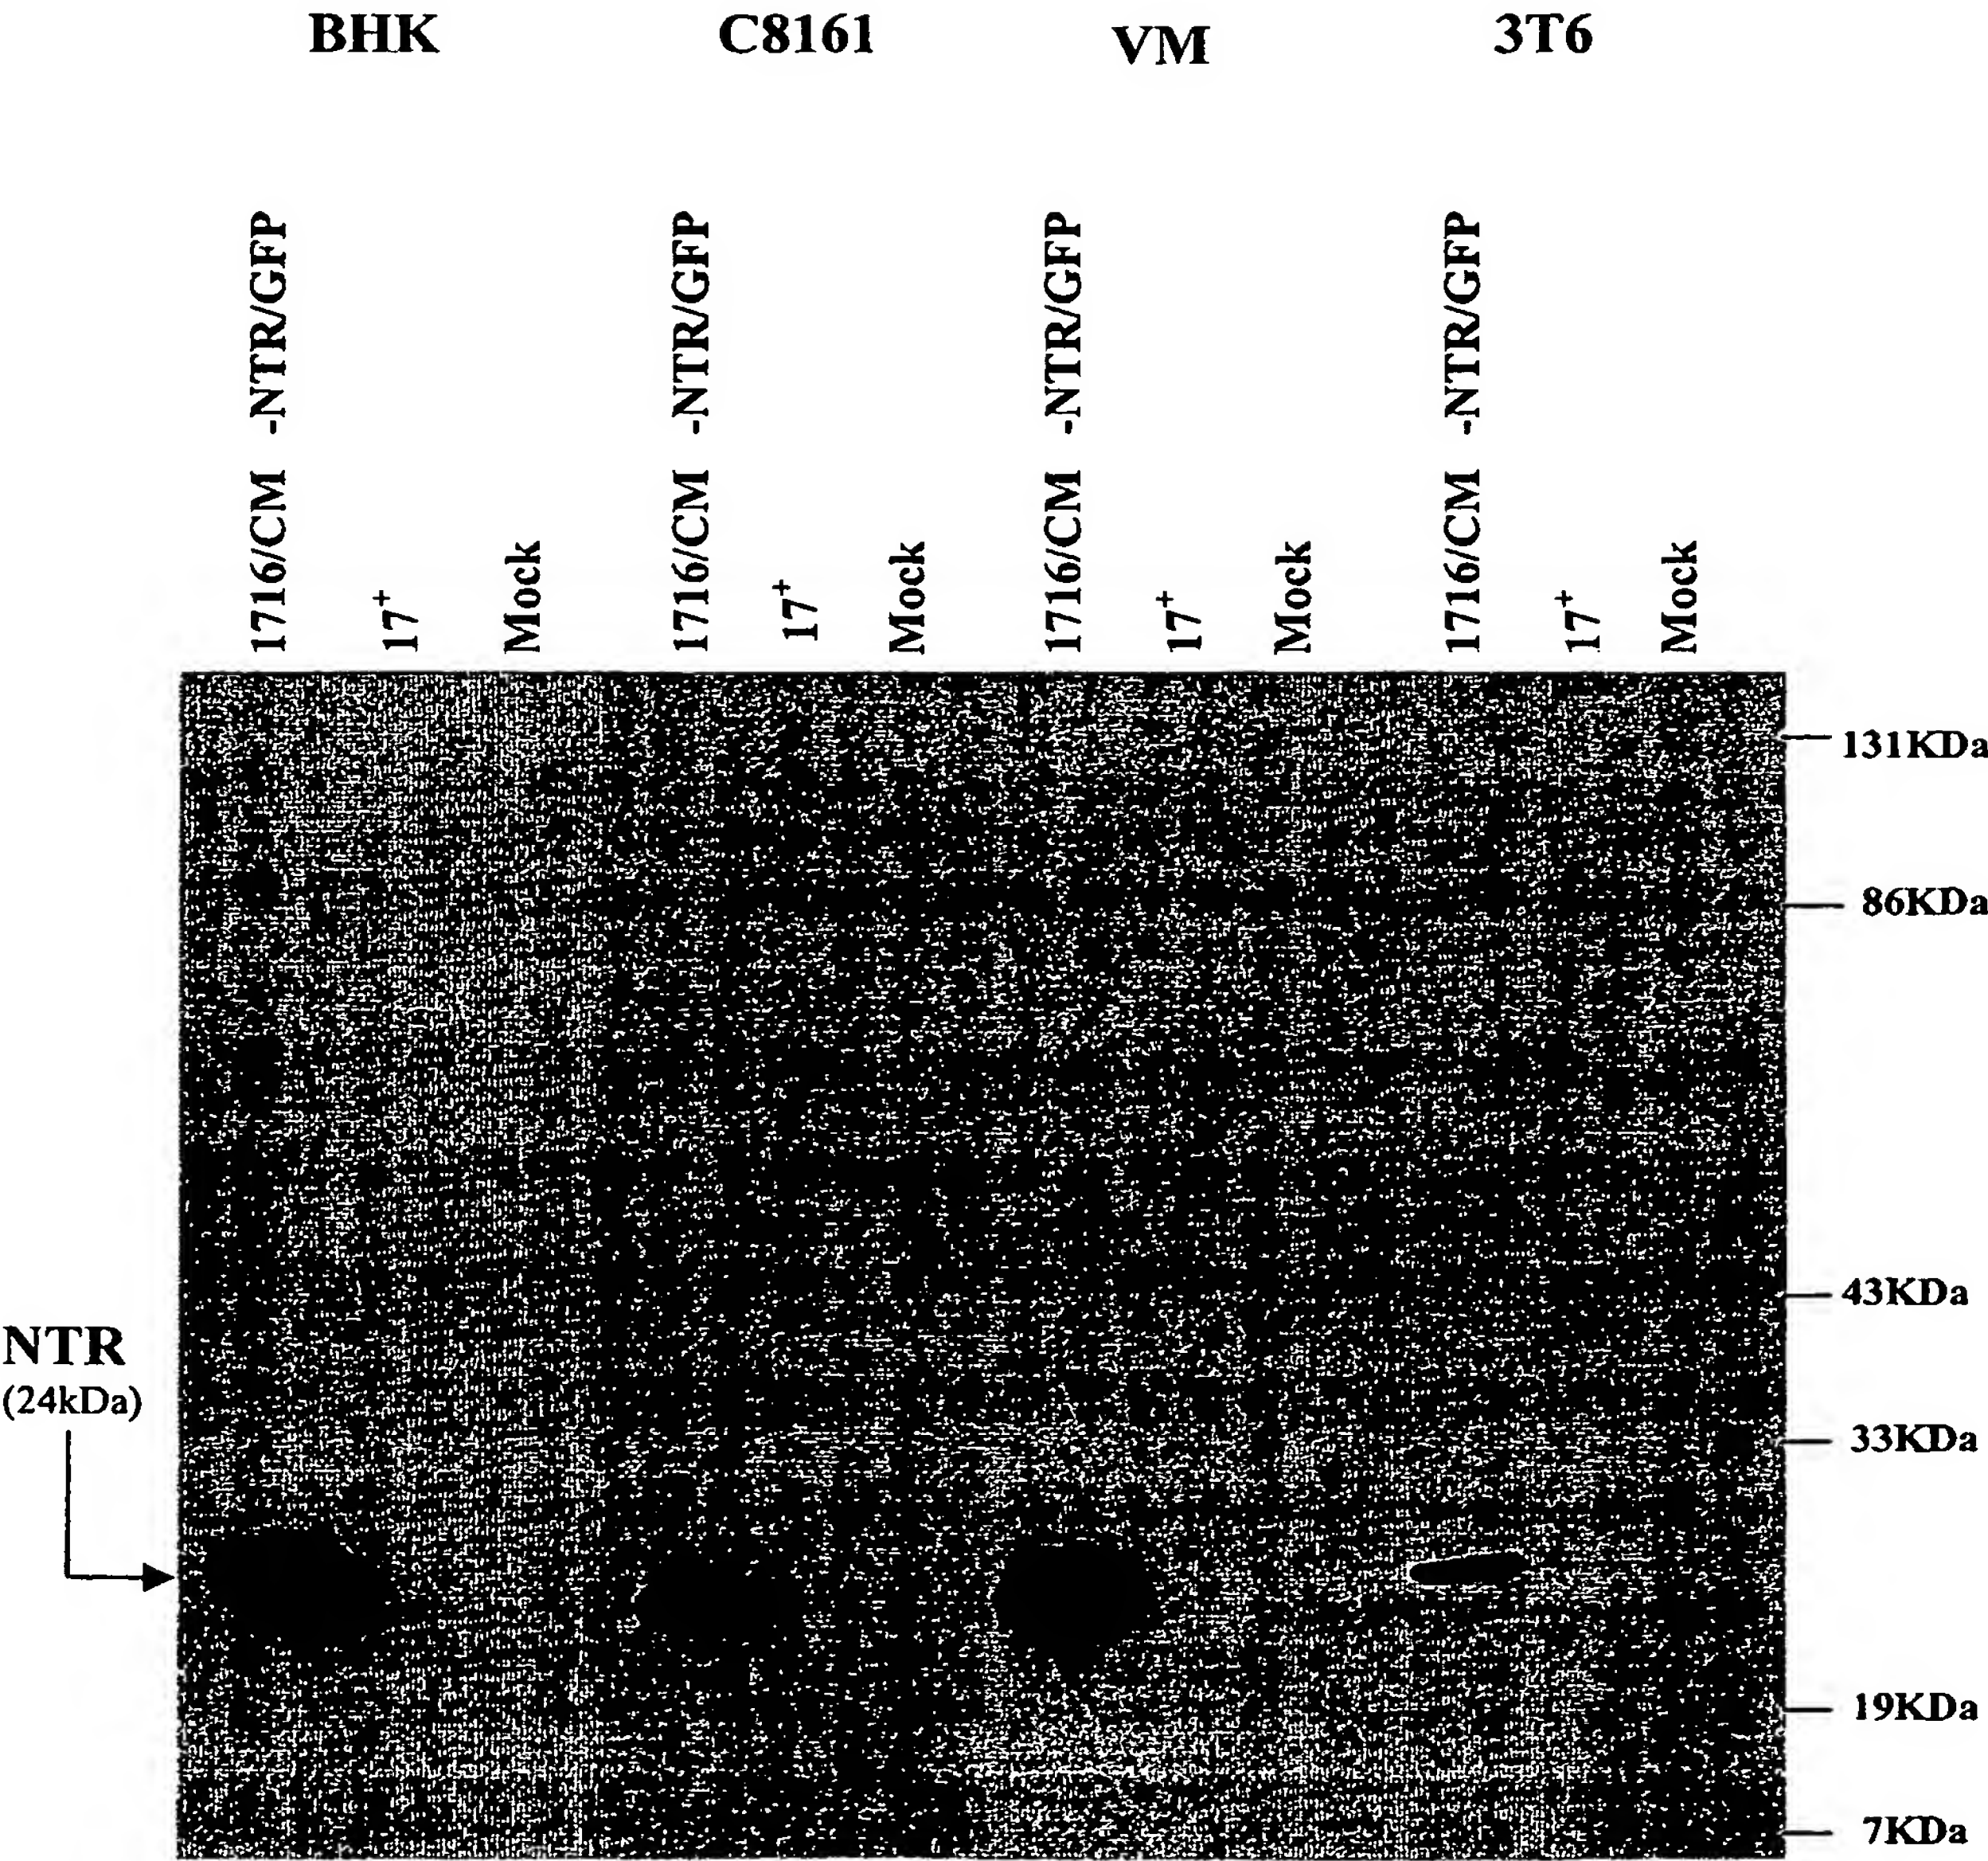 BHK C8161 VM 3T6
1716/CM -NTR/GFP
17+
Mock
1716/CM -NTR/GFP
17+
Mock
1716/CM -NTR/GFP
17+
Mock
1716/CM -NTR/GFP
17+
Mock
131KDa
86KDa
43KDa
NTR
(24kDa)
33KDa
19KDa
7KDa